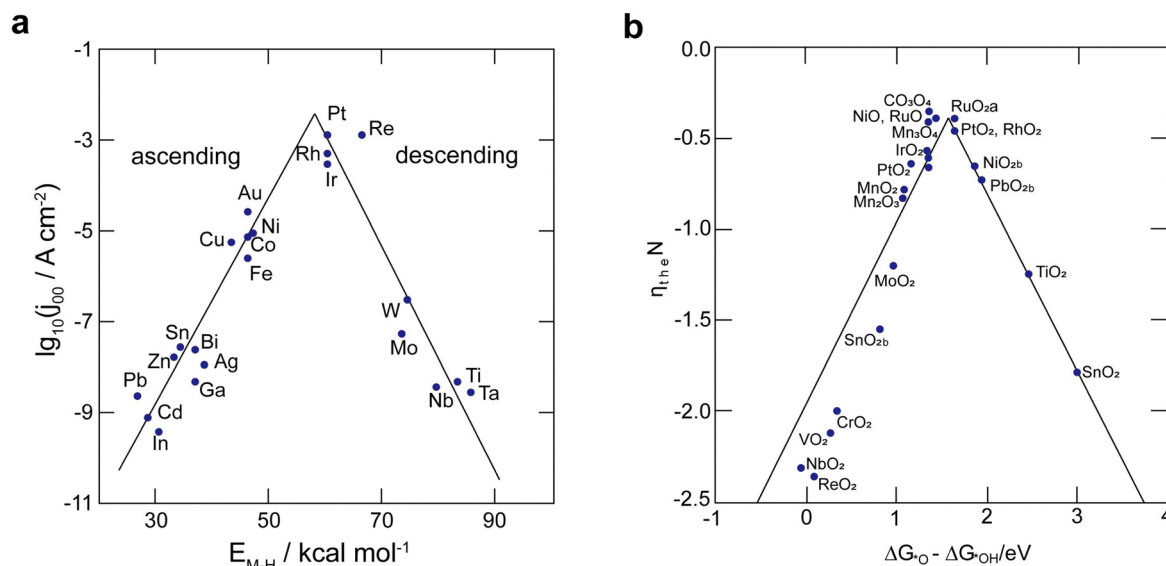 a
-1
-3
-5
-7
-9
-11
lg₁₀(j₀₀ / A cm⁻²)
ascending
descending
Pt
Re
Rh
Ir
Au
Ni
Cu
Co
Fe
Sn
Bi
Zn
Ag
Ga
Pb
Cd
In
W
Mo
Ti
Nb
Ta
30
50
70
90
E_M-H / kcal mol⁻¹
b
0.0
-0.5
-1.0
-1.5
-2.0
-2.5
η_the N
CO₃O₄
RuO₂a
NiO, RuO
PtO₂, RhO₂
Mn₃O₄
IrO₂
NiO₂b
PtO₂
PbO₂b
MnO₂
Mn₂O₃
MoO₂
TiO₂
SnO₂b
SnO₂
CrO₂
VO₂
NbO₂
ReO₂
-1
0
1
2
3
4
ΔG*O - ΔG*OH/eV